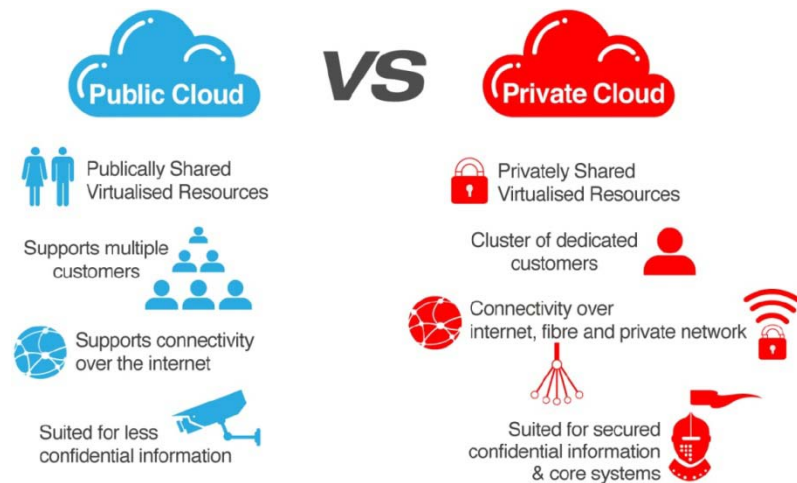 Public Cloud
VS
Private Cloud
Publically Shared
Virtualised Resources
Privately Shared
Virtualised Resources
Supports multiple
customers
Cluster of dedicated
customers
Supports connectivity
over the internet
Connectivity over
internet, fibre and private network
Suited for less
confidential information
Suited for secured
confidential information
& core systems